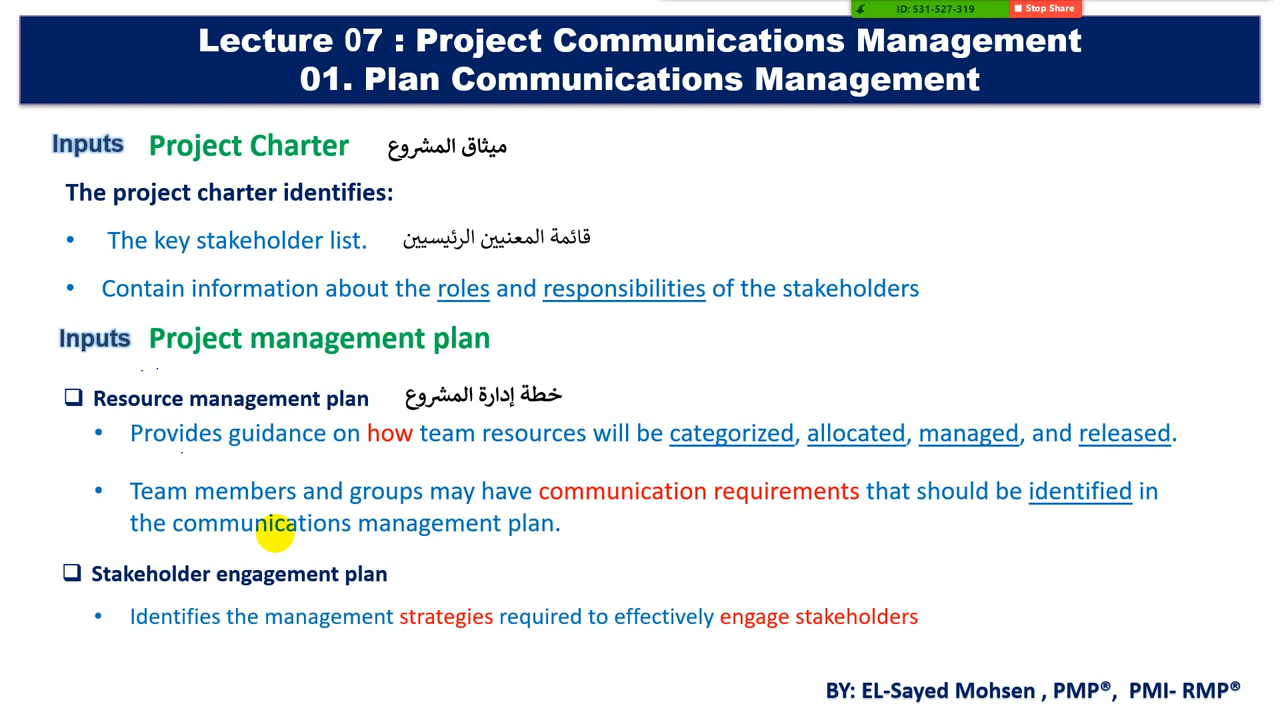 ID: 531-527-319 Stop Share
Lecture 07 : Project Communications Management
01. Plan Communications Management
Inputs Project Charter ميثاق المشروع
The project charter identifies:
• The key stakeholder list. قائمة المعنيين الرئيسيين
• Contain information about the roles and responsibilities of the stakeholders
Inputs Project management plan
❑ Resource management plan خطة إدارة المشروع
• Provides guidance on how team resources will be categorized, allocated, managed, and released.
• Team members and groups may have communication requirements that should be identified in
the communications management plan.
❑ Stakeholder engagement plan
• Identifies the management strategies required to effectively engage stakeholders
BY: EL-Sayed Mohsen , PMP®, PMI- RMP®